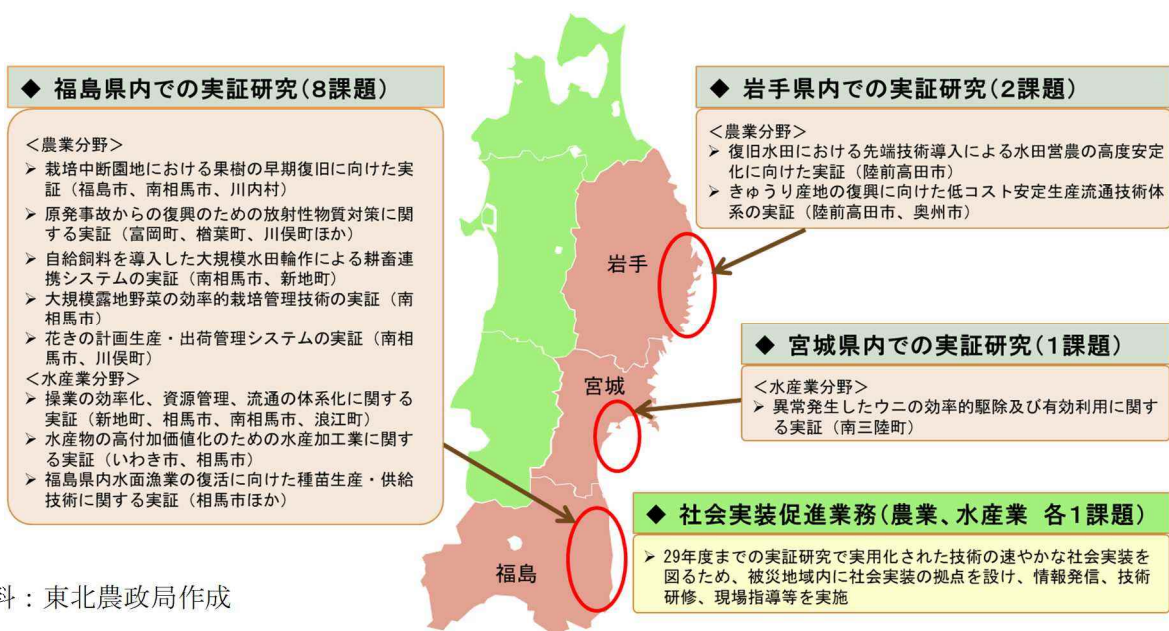 ◆ 福島県内での実証研究(8課題)
<農業分野>
➢ 栽培中断園地における果樹の早期復旧に向けた実
証(福島市、南相馬市、川内村)
➢ 原発事故からの復興のための放射性物質対策に関
する実証(富岡町、楢葉町、川俣町ほか)
➢ 自給飼料を導入した大規模水田輪作による耕畜連
携システムの実証(南相馬市、新地町)
➢ 大規模露地野菜の効率的栽培管理技術の実証(南
相馬市)
➢ 花きの計画生産・出荷管理システムの実証(南相
馬市、川俣町)
<水産業分野>
➢ 操業の効率化、資源管理、流通の体系化に関する
実証(新地町、相馬市、南相馬市、浪江町)
➢ 水産物の高付加価値化のための水産加工業に関す
る実証(いわき市、相馬市)
➢ 福島県内水面漁業の復活に向けた種苗生産・供給
技術に関する実証(相馬市ほか)
◆ 岩手県内での実証研究(2課題)
<農業分野>
➢ 復旧水田における先端技術導入による水田営農の高度安定
化に向けた実証(陸前高田市)
➢ きゅうり産地の復興に向けた低コスト安定生産流通技術体
系の実証(陸前高田市、奥州市)
岩手
◆ 宮城県内での実証研究(1課題)
<水産業分野>
➢ 異常発生したウニの効率的駆除及び有効利用に関す
る実証(南三陸町)
宮城
◆ 社会実装促進業務(農業、水産業 各1課題)
➢ 29年度までの実証研究で実用化された技術の速やかな社会実装を
図るため、被災地域内に社会実装の拠点を設け、情報発信、技術
研修、現場指導等を実施
福島
料:東北農政局作成